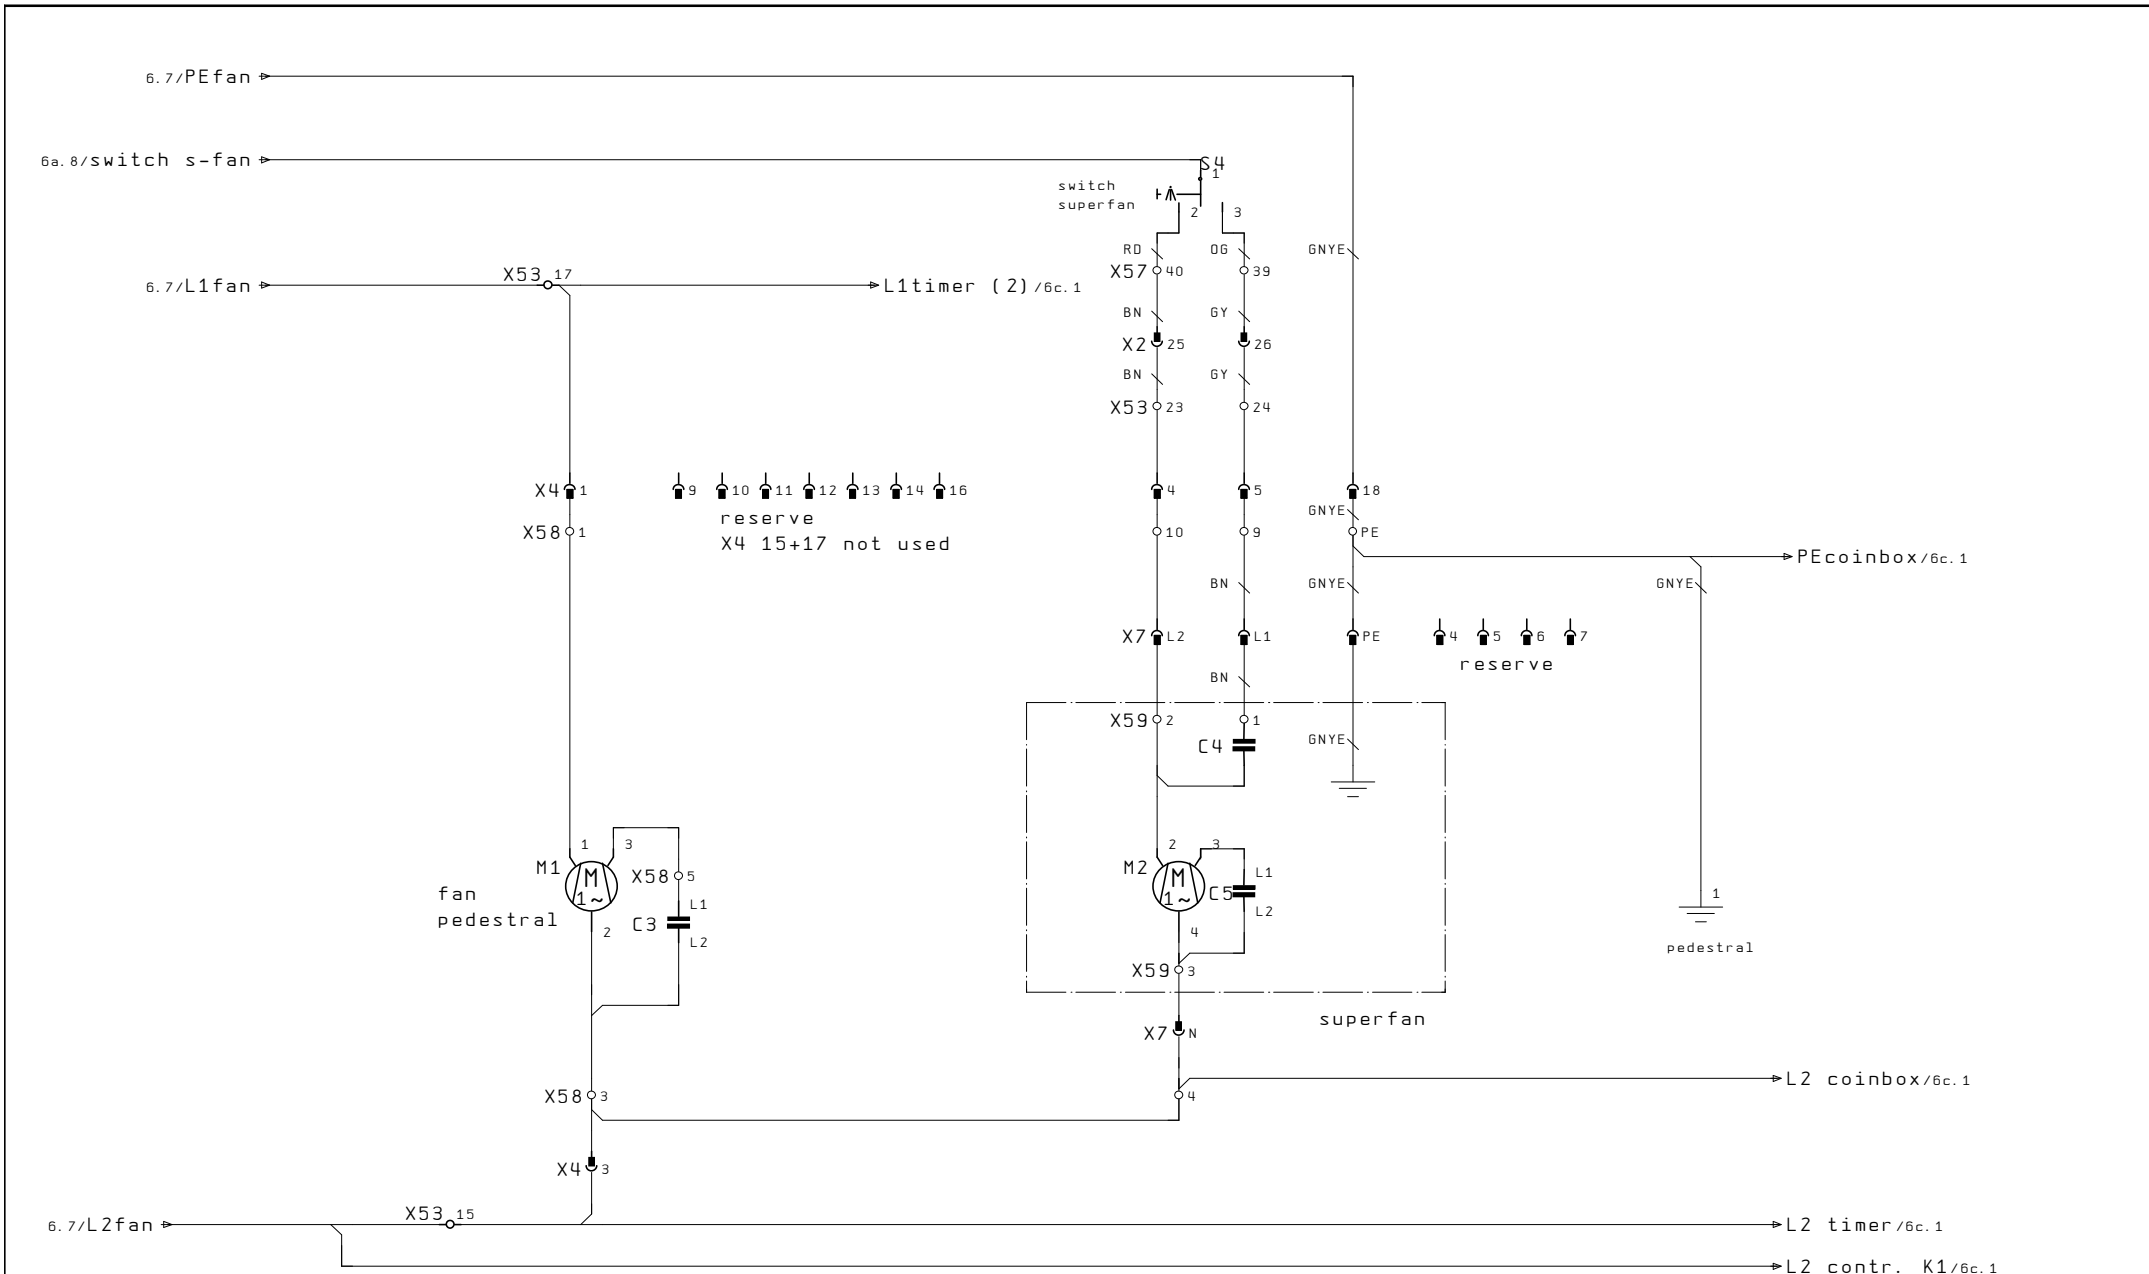 6.7/PEfan
6a.8/switch s-fan
S4
1
switch
superfan
2
3
RD
OG
GNYE
X57 40
39
6.7/L1fan
X53 17
L1timer (2)/6c.1
BN
GY
X2 25
26
BN
GY
X53 23
24
X4 1
9
10
11
12
13
14
16
4
5
18
reserve
X4 15+17 not used
GNYE
X58 1
10
9
PE
PEcoinbox/6c.1
BN
GNYE
GNYE
X7 L2
L1
PE
4
5
6
7
reserve
BN
X59 2
1
C4
GNYE
1
3
2
3
M1
M
1~
X58 5
M2
M
1~
C5
L1
L2
fan
pedestral
L1
C3
L2
2
4
1
pedestral
X59 3
superfan
X7 N
L2 coinbox/6c.1
X58 3
4
X4 3
6.7/L2fan
X53 15
L2 timer/6c.1
L2 contr. K1/6c.1